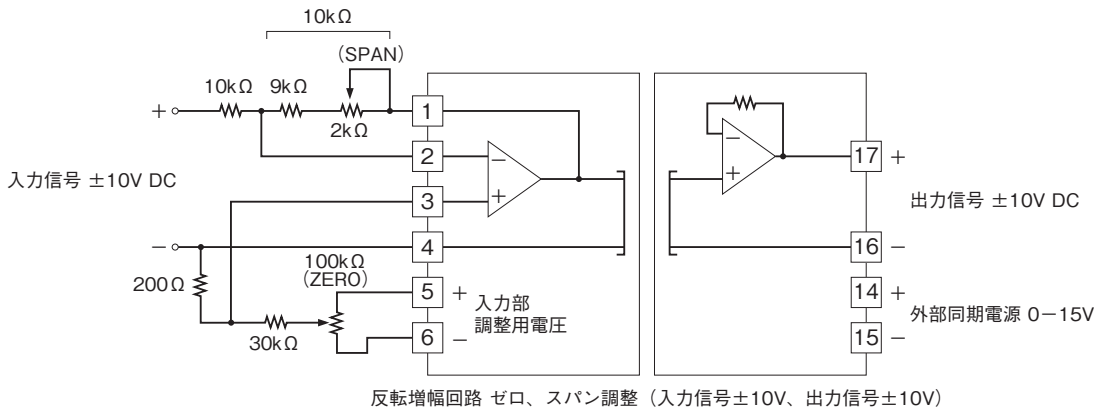 10kΩ
(SPAN)
10kΩ 9kΩ
2kΩ
+
1
2
3
4
5
6
−
+
入力信号 ±10V DC
−
200Ω
100kΩ
(ZERO)
30kΩ
+
−
入力部
調整用電圧
−
+
17 +
出力信号 ±10V DC
16 −
14 +
外部同期電源 0−15V
15 −
反転増幅回路 ゼロ、スパン調整（入力信号±10V、出力信号±10V）